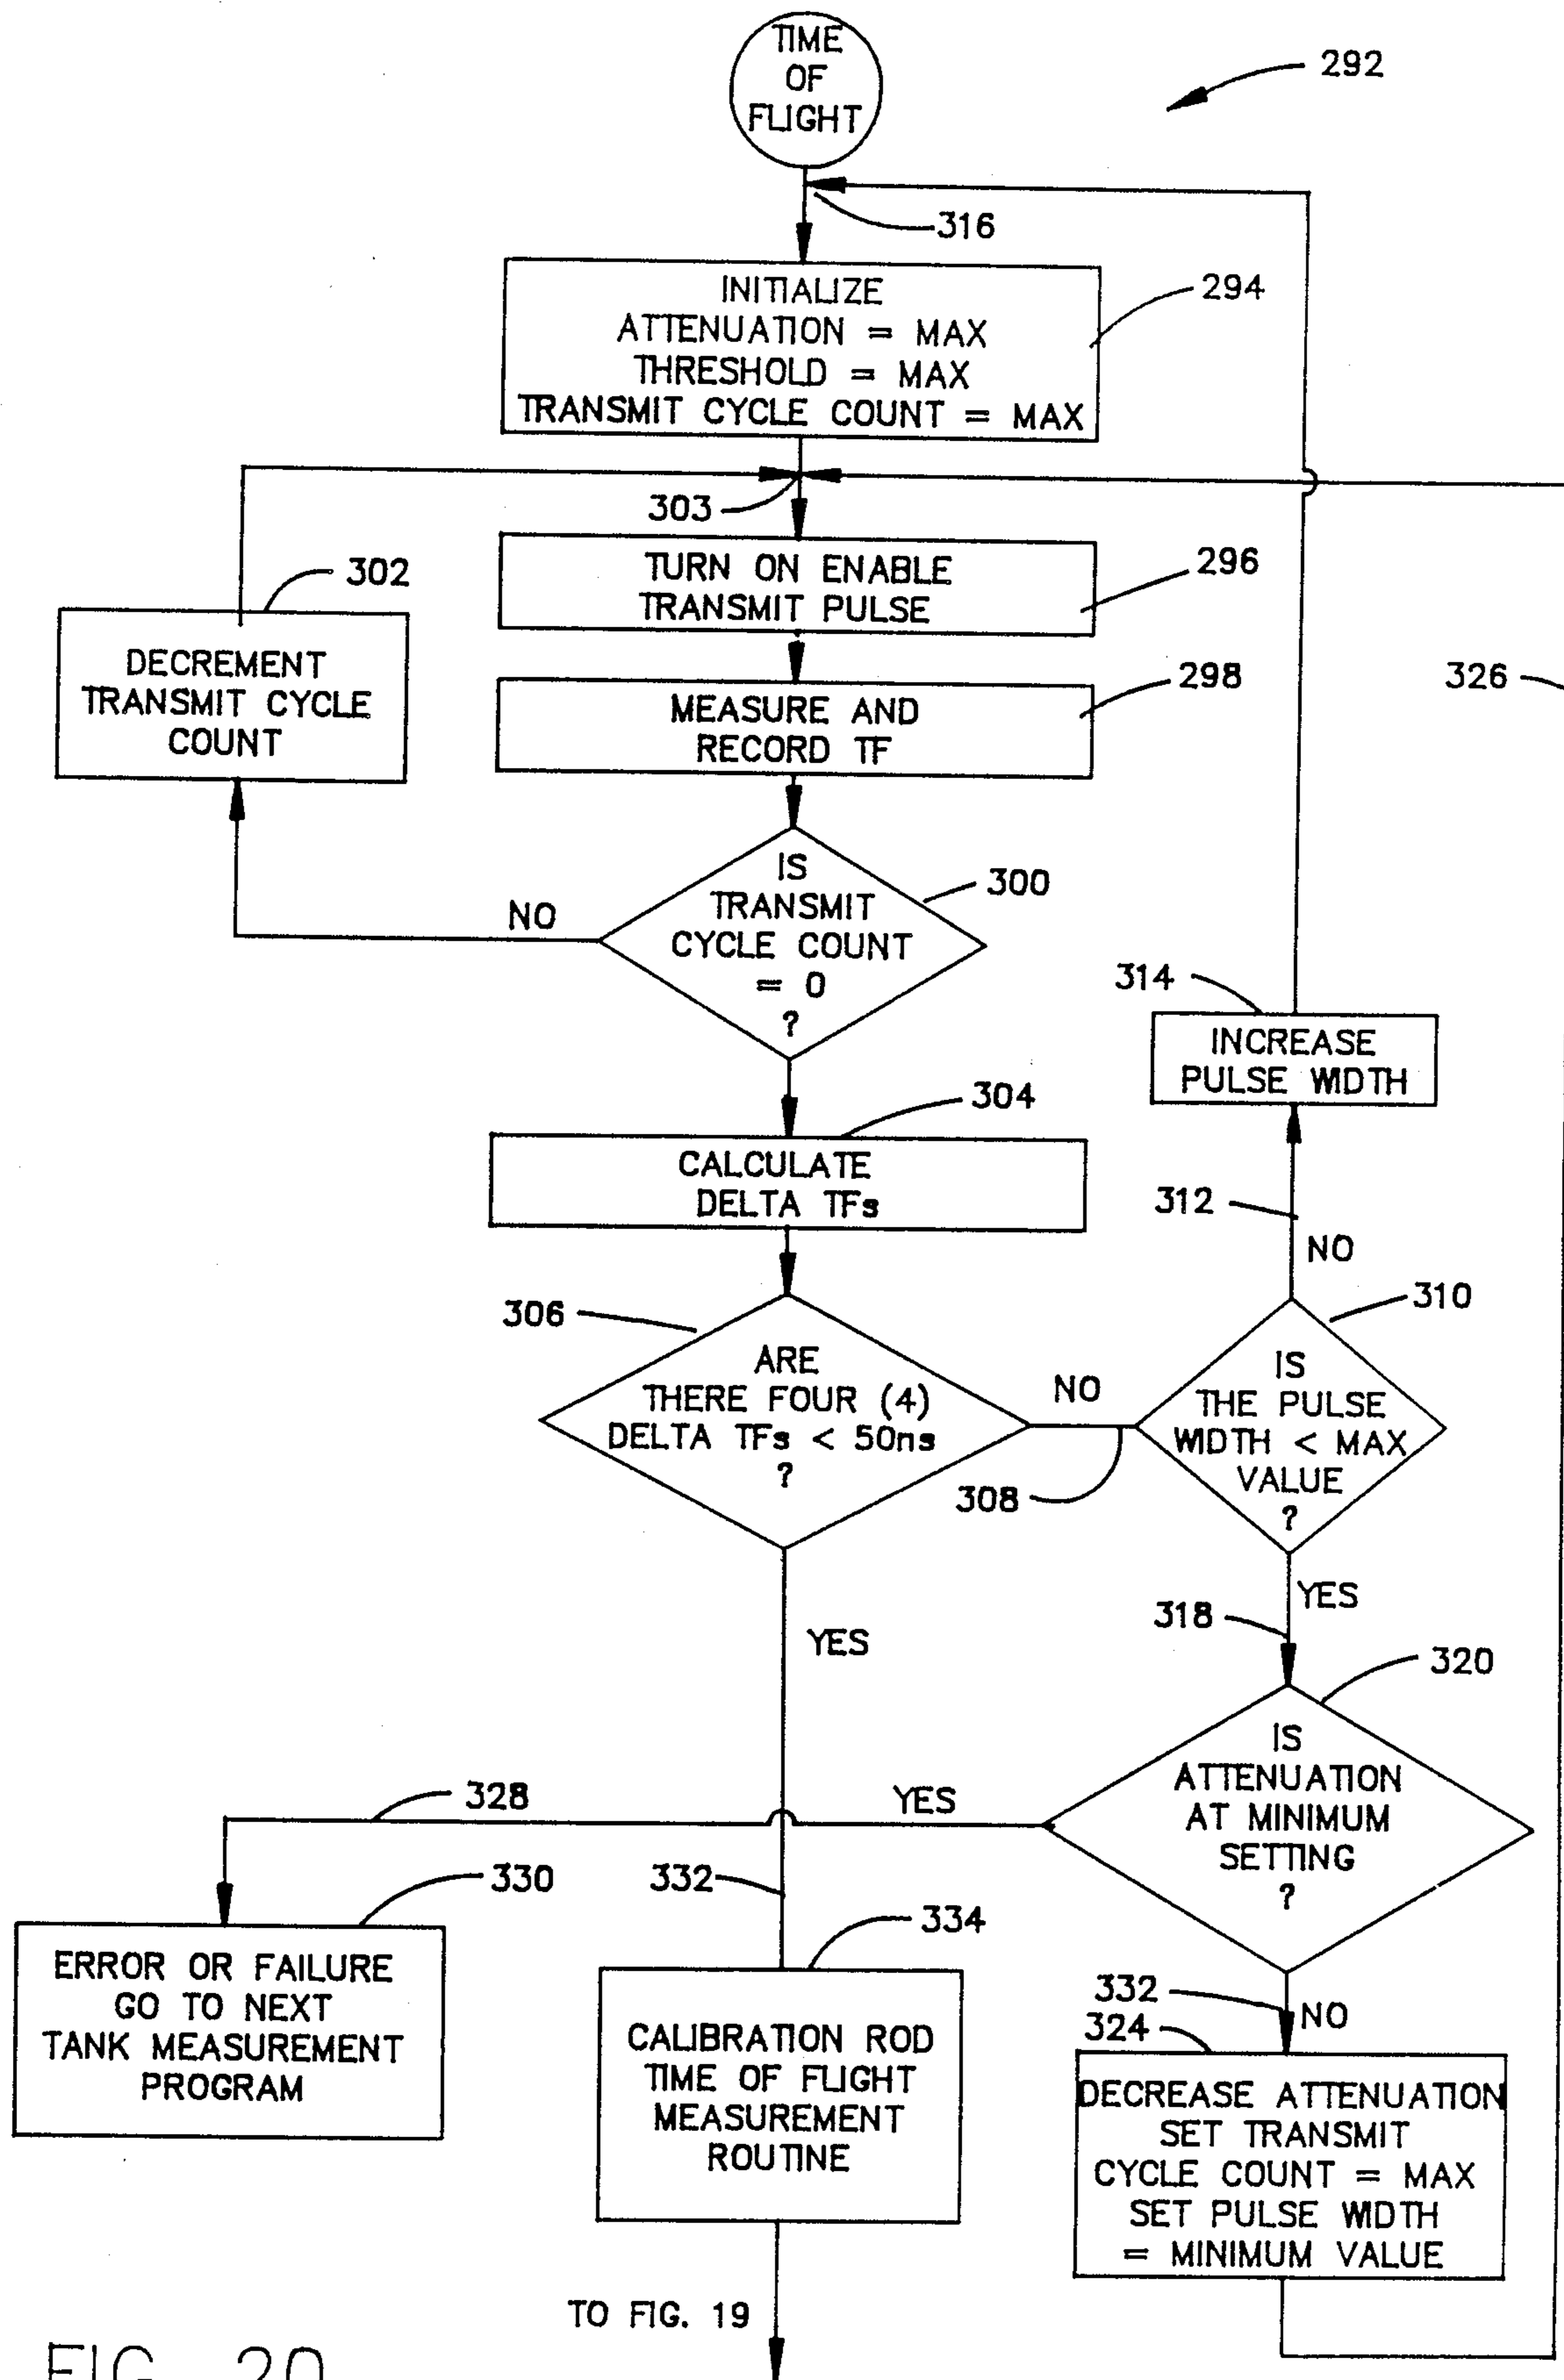 TIME
OF
FLIGHT
292
316
INITIALIZE
ATTENUATION = MAX
THRESHOLD = MAX
TRANSMIT CYCLE COUNT = MAX
294
303
302
TURN ON ENABLE
TRANSMIT PULSE
296
DECREMENT
TRANSMIT CYCLE
COUNT
MEASURE AND
RECORD TF
298
326
IS
TRANSMIT
CYCLE COUNT
= 0
?
300
NO
314
INCREASE
PULSE WIDTH
304
CALCULATE
DELTA TFs
312
NO
306
ARE
THERE FOUR (4)
DELTA TFs < 50ns
?
NO
308
310
IS
THE PULSE
WIDTH < MAX
VALUE
?
YES
YES
318
320
IS
ATTENUATION
AT MINIMUM
SETTING
?
YES
328
330
332
334
ERROR OR FAILURE
GO TO NEXT
TANK MEASUREMENT
PROGRAM
CALIBRATION ROD
TIME OF FLIGHT
MEASUREMENT
ROUTINE
332
NO
324
DECREASE ATTENUATION
SET TRANSMIT
CYCLE COUNT = MAX
SET PULSE WIDTH
= MINIMUM VALUE
TO FIG. 19
FIG. 20